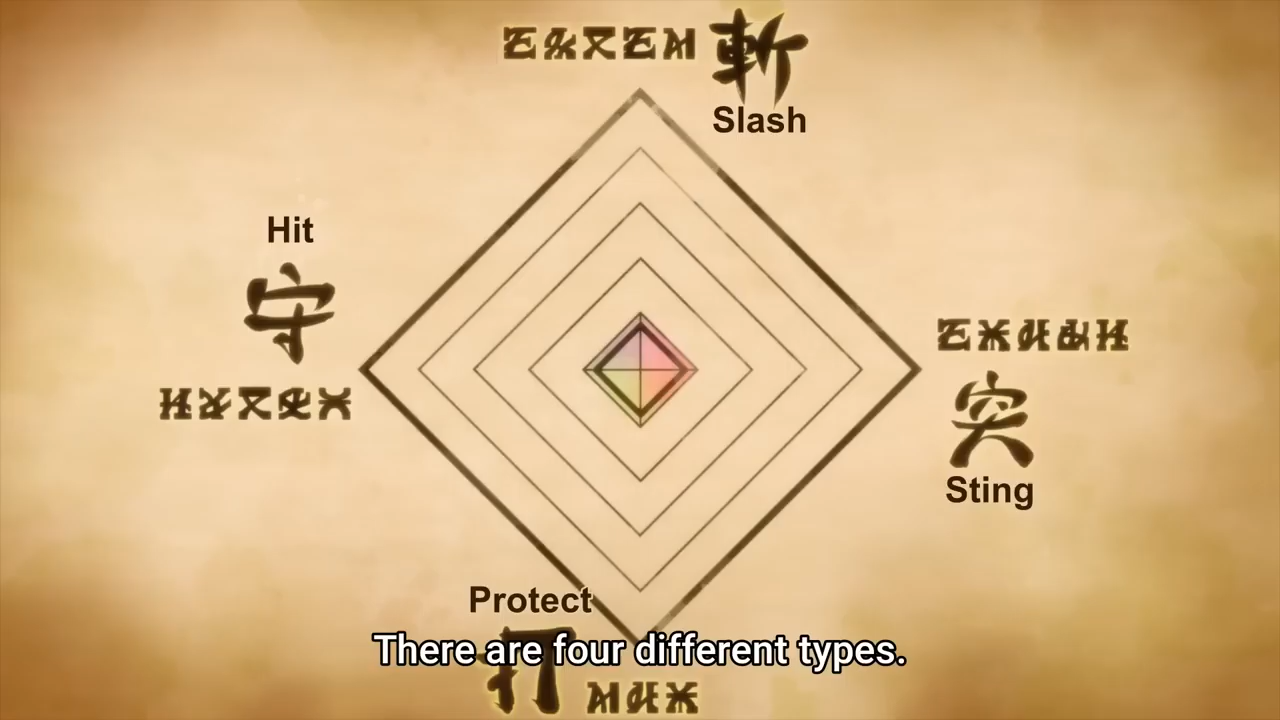 斬
Slash
Hit
守
突
Sting
Protect
打
There are four different types.